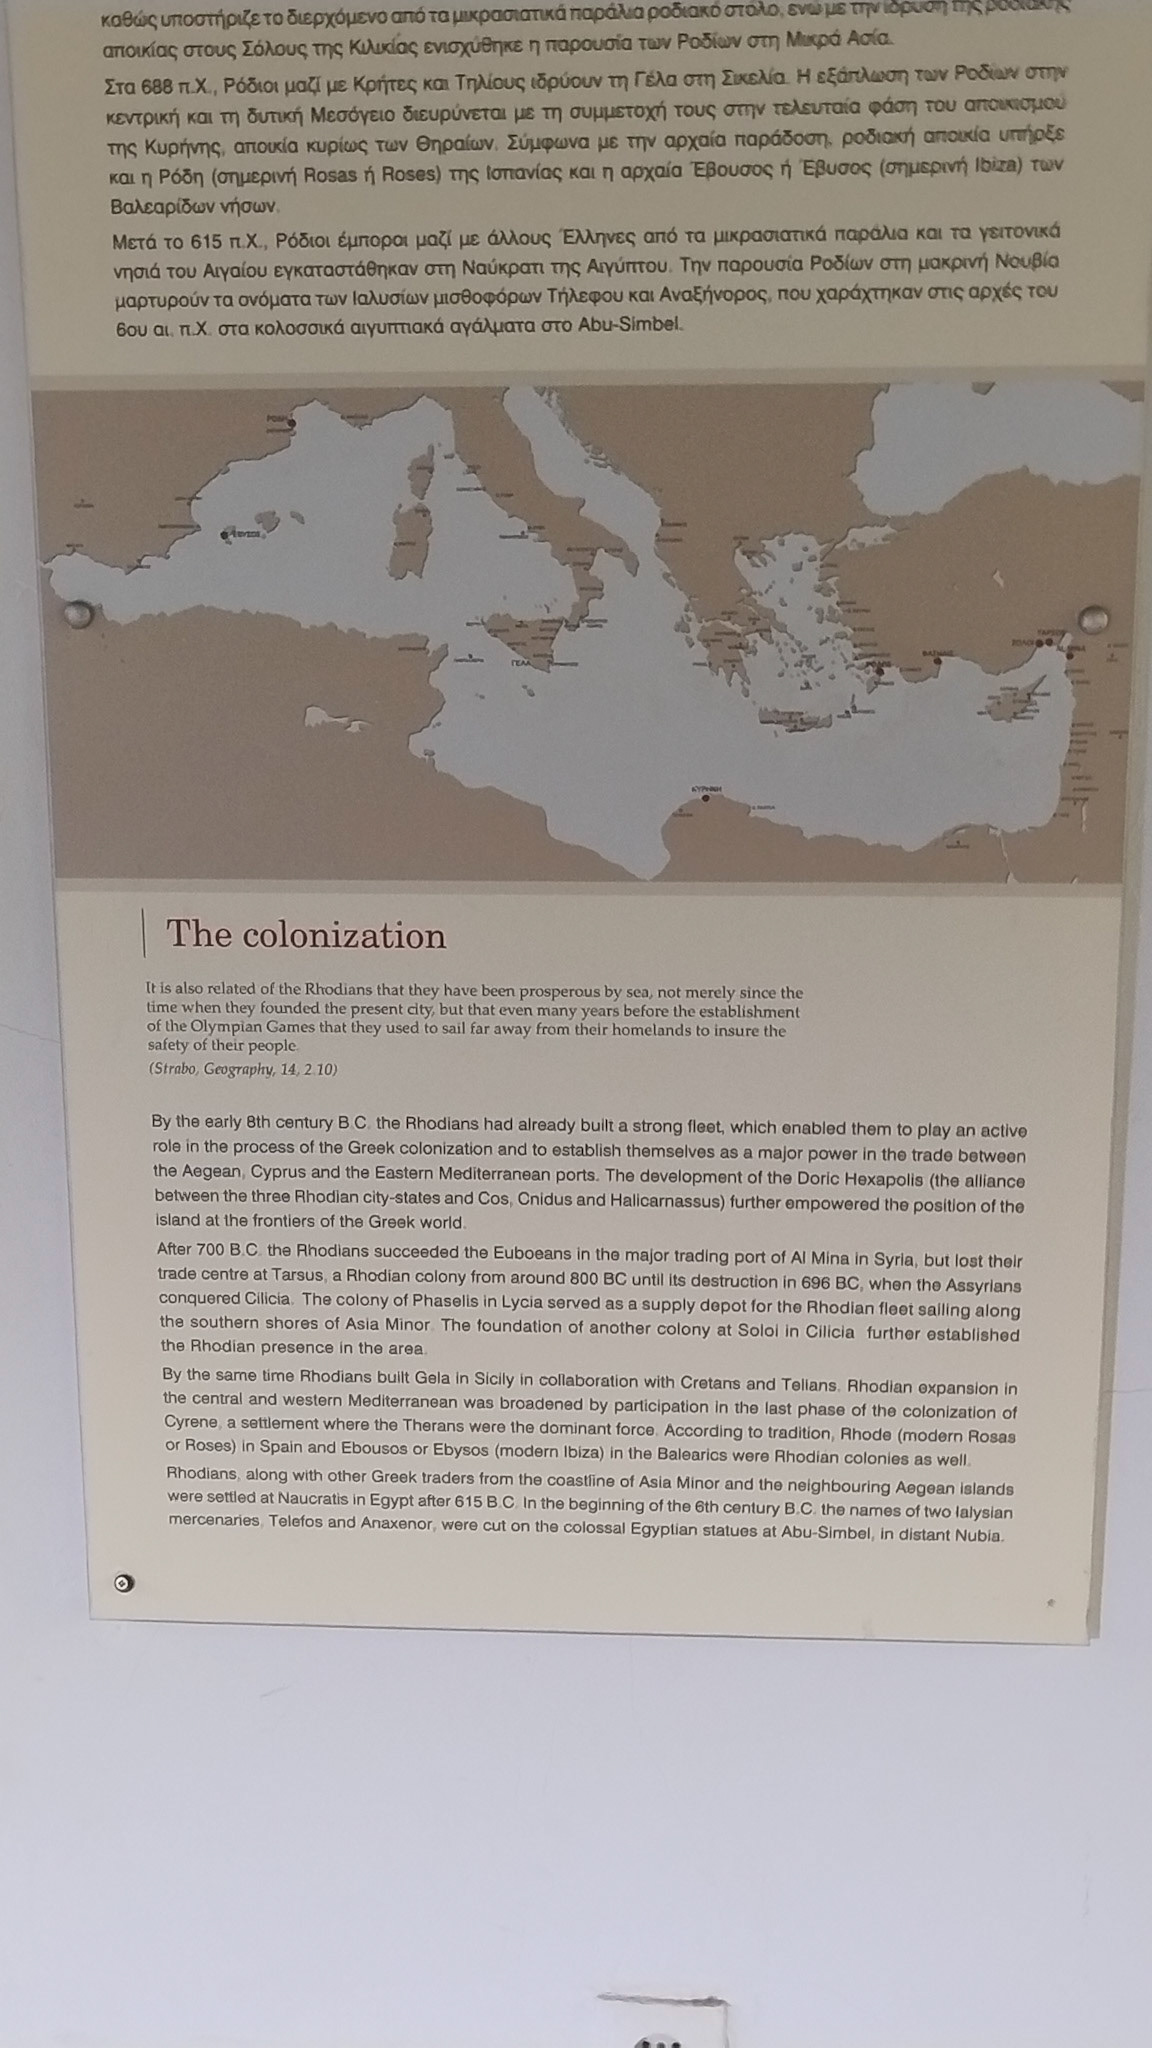 καθώς υποστήριζε το διερχόμενο από τα μικρασιατικά παράλια ροδιακό στόλο, ενώ με την ίδρυση της ροδιακής
αποικίας στους Σόλους της Κιλικίας ενισχύθηκε η παρουσία των Ροδίων στη Μικρά Ασία.
Στα 688 π.Χ., Ρόδιοι μαζί με Κρήτες και Τηλίους ιδρύουν τη Γέλα στη Σικελία. Η εξάπλωση των Ροδίων στην
κεντρική και τη δυτική Μεσόγειο διευρύνεται με τη συμμετοχή τους στην τελευταία φάση του αποικισμού
της Κυρήνης, αποικία κυρίως των Θηραίων. Σύμφωνα με την αρχαία παράδοση, ροδιακή αποικία υπήρξε
και η Ρόδη (σημερινή Rosas ή Roses) της Ισπανίας και η αρχαία Έβουσος ή Έβυσος (σημερινή Ibiza) των
Βαλεαρίδων νήσων.
Μετά το 615 π.Χ., Ρόδιοι έμποροι μαζί με άλλους Έλληνες από τα μικρασιατικά παράλια και τα γειτονικά
νησιά του Αιγαίου εγκαταστάθηκαν στη Ναύκρατι της Αιγύπτου. Την παρουσία Ροδίων στη μακρινή Νουβία
μαρτυρούν τα ονόματα των Ιαλυσίων μισθοφόρων Τήλεφου και Αναξήνορος, που χαράχτηκαν στις αρχές του
6ου αι. π.Χ. στα κολοσσικά αιγυπτιακά αγάλματα στο Abu-Simbel.
ΡΟΔΗ
ΕΒΥΣΟΣ
ΓΕΛΑ
ΤΑΡΣΟΣ
ΣΟΛΟΙ
ΦΑΣΗΛΙΣ
ΡΟΔΟΣ
ΚΥΡΗΝΗ
The colonization
It is also related of the Rhodians that they have been prosperous by sea, not merely since the
time when they founded the present city, but that even many years before the establishment
of the Olympian Games that they used to sail far away from their homelands to insure the
safety of their people.
(Strabo, Geography, 14, 2.10)
By the early 8th century B.C. the Rhodians had already built a strong fleet, which enabled them to play an active
role in the process of the Greek colonization and to establish themselves as a major power in the trade between
the Aegean, Cyprus and the Eastern Mediterranean ports. The development of the Doric Hexapolis (the alliance
between the three Rhodian city-states and Cos, Cnidus and Halicarnassus) further empowered the position of the
island at the frontiers of the Greek world.
After 700 B.C. the Rhodians succeeded the Euboeans in the major trading port of Al Mina in Syria, but lost their
trade centre at Tarsus, a Rhodian colony from around 800 BC until its destruction in 696 BC, when the Assyrians
conquered Cilicia. The colony of Phaselis in Lycia served as a supply depot for the Rhodian fleet sailing along
the southern shores of Asia Minor. The foundation of another colony at Soloi in Cilicia further established
the Rhodian presence in the area.
By the same time Rhodians built Gela in Sicily in collaboration with Cretans and Telians. Rhodian expansion in
the central and western Mediterranean was broadened by participation in the last phase of the colonization of
Cyrene, a settlement where the Therans were the dominant force. According to tradition, Rhode (modern Rosas
or Roses) in Spain and Ebousos or Ebysos (modern Ibiza) in the Balearics were Rhodian colonies as well.
Rhodians, along with other Greek traders from the coastline of Asia Minor and the neighbouring Aegean islands
were settled at Naucratis in Egypt after 615 B.C. In the beginning of the 6th century B.C. the names of two Ialysian
mercenaries, Telefos and Anaxenor, were cut on the colossal Egyptian statues at Abu-Simbel, in distant Nubia.